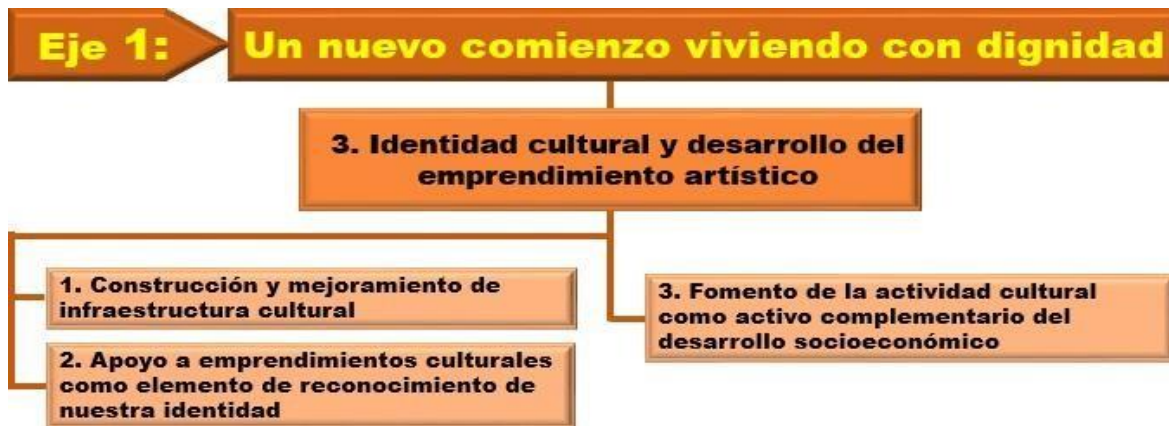 Eje 1: Un nuevo comienzo viviendo con dignidad
3. Identidad cultural y desarrollo del
emprendimiento artístico
1. Construcción y mejoramiento de
infraestructura cultural
2. Apoyo a emprendimientos culturales
como elemento de reconocimiento de
nuestra identidad
3. Fomento de la actividad cultural
como activo complementario del
desarrollo socioeconómico